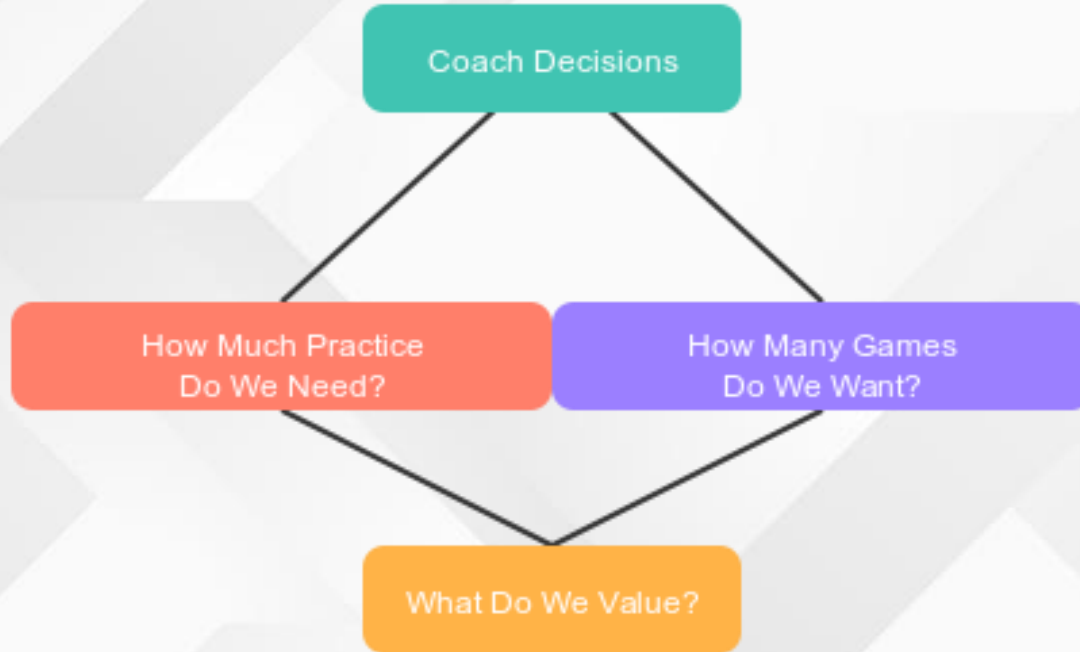 Coach Decisions
How Much Practice
Do We Need?
How Many Games
Do We Want?
What Do We Value?